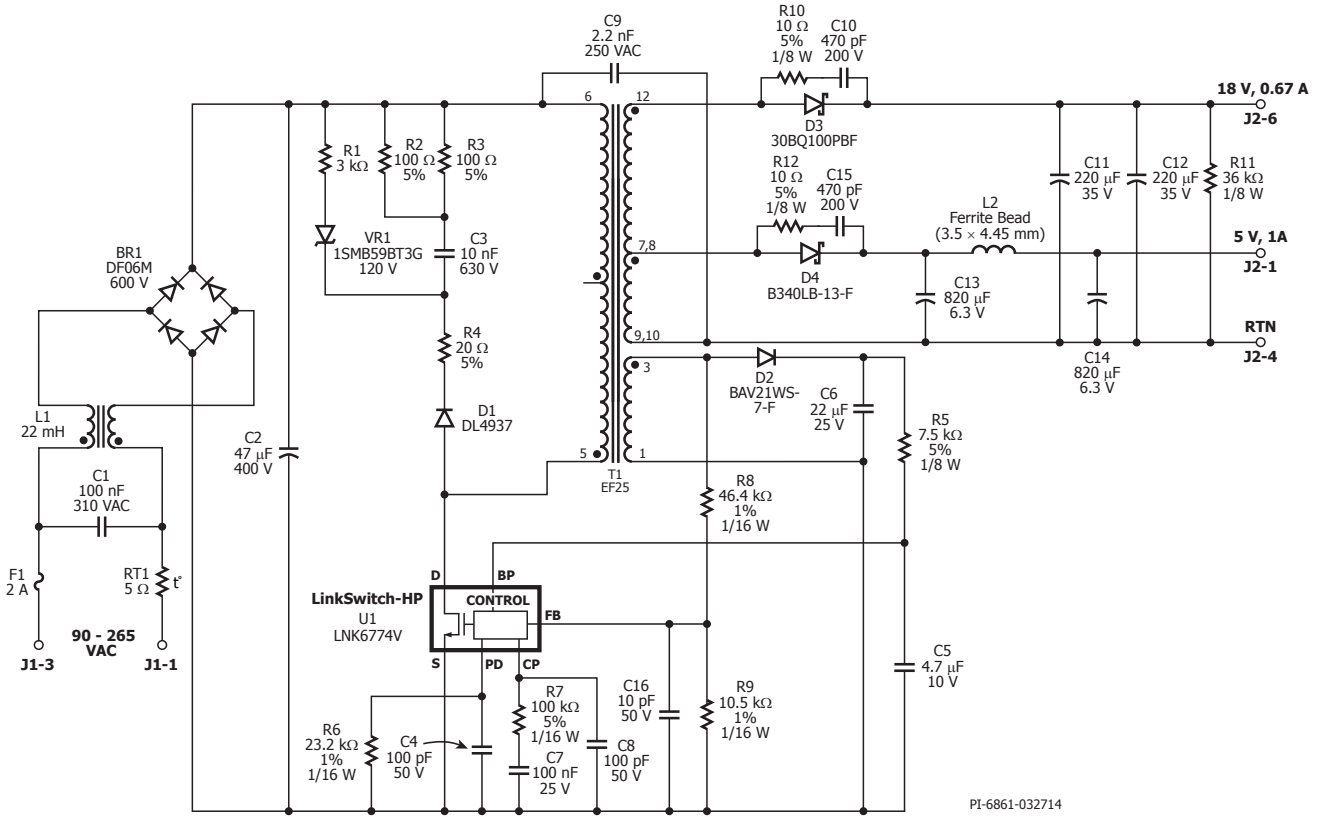 C9
2.2 nF
250 VAC
R10
10 Ω
5%
1/8 W
C10
470 pF
200 V
D3
30BQ100PBF
18 V, 0.67 A
J2-6
6
12
R1
3 kΩ
R2
100 Ω
5%
R3
100 Ω
5%
VR1
1SMB59BT3G
120 V
C3
10 nF
630 V
R12
10 Ω
5%
1/8 W
C15
470 pF
200 V
C11
220 µF
35 V
C12
220 µF
35 V
R11
36 kΩ
1/8 W
L2
Ferrite Bead
(3.5 × 4.45 mm)
7,8
D4
B340LB-13-F
5 V, 1A
J2-1
C13
820 µF
6.3 V
BR1
DF06M
600 V
R4
20 Ω
5%
9,10
RTN
J2-4
C14
820 µF
6.3 V
3
D2
BAV21WS-
7-F
C6
22 µF
25 V
R5
7.5 kΩ
5%
1/8 W
L1
22 mH
D1
DL4937
C2
47 µF
400 V
5
1
T1
EF25
C1
100 nF
310 VAC
R8
46.4 kΩ
1%
1/16 W
F1
2 A
RT1
5 Ω
t°
90 - 265
VAC
J1-3
J1-1
D
BP
LinkSwitch-HP
CONTROL
FB
U1
LNK6774V
S
PD
CP
C5
4.7 µF
10 V
R6
23.2 kΩ
1%
1/16 W
C4
100 pF
50 V
R7
100 kΩ
5%
1/16 W
C7
100 nF
25 V
C8
100 pF
50 V
C16
10 pF
50 V
R9
10.5 kΩ
1%
1/16 W
PI-6861-032714